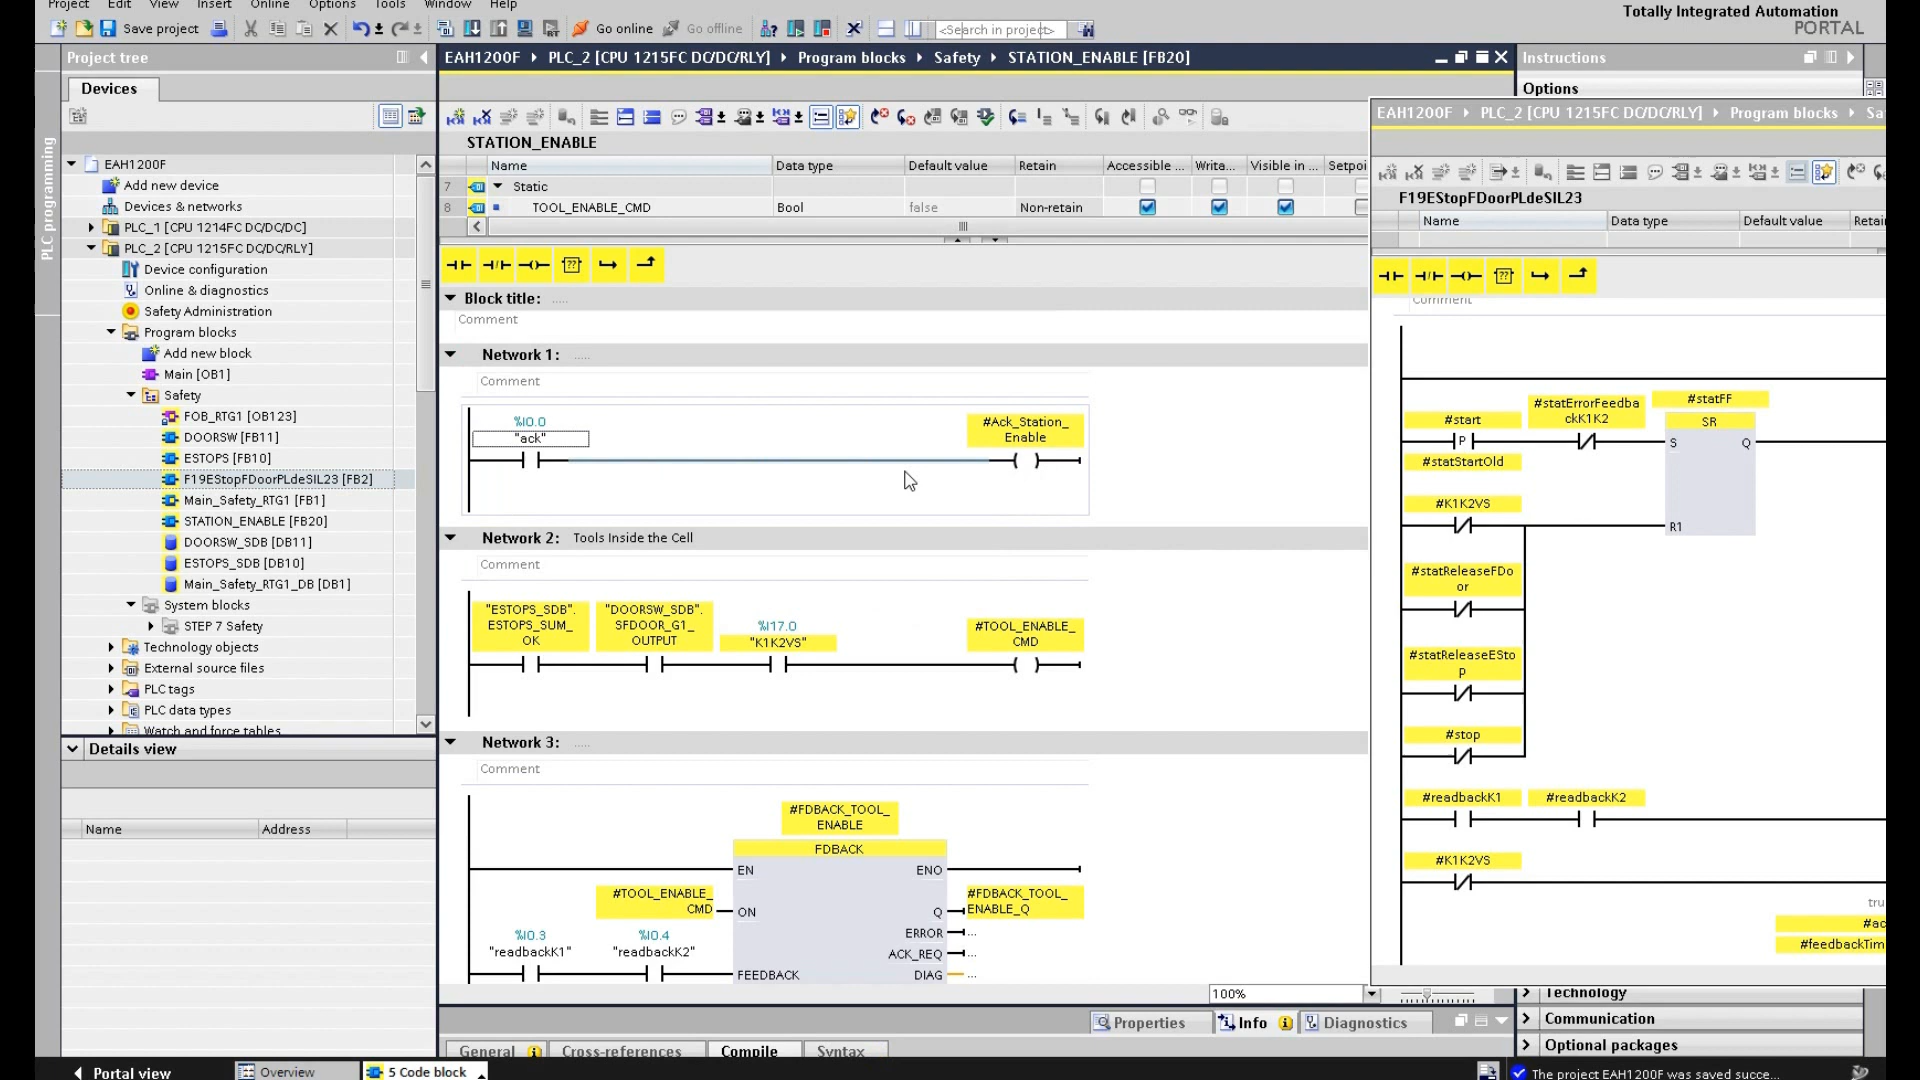 Project Edit View Insert Online Options Tools Window Help
Totally Integrated Automation
PORTAL
Save project
Go online
Go offline
<Search in project>
Project tree
EAH1200F PLC_2 [CPU 1215FC DC/DC/RLY] Program blocks Safety STATION_ENABLE [FB20]
Instructions
Options
Devices
PLC programming
EAH1200F
Add new device
Devices & networks
PLC_1 [CPU 1214FC DC/DC/DC]
PLC_2 [CPU 1215FC DC/DC/RLY]
Device configuration
Online & diagnostics
Safety Administration
Program blocks
Add new block
Main [OB1]
Safety
FOB_RTG1 [OB123]
DOORSW [FB11]
ESTOPS [FB10]
F19EStopFDoorPLdeSIL23 [FB2]
Main_Safety_RTG1 [FB1]
STATION_ENABLE [FB20]
DOORSW_SDB [DB11]
ESTOPS_SDB [DB10]
Main_Safety_RTG1_DB [DB1]
System blocks
STEP 7 Safety
Technology objects
External source files
PLC tags
PLC data types
Watch and force tables
Details view
Name Address
STATION_ENABLE
Name Data type Default value Retain Accessible ... Writa... Visible in ... Setpoi
7 Static
8 TOOL_ENABLE_CMD Bool false Non-retain
Block title: .....
Comment
Network 1: .....
Comment
%I0.0
"ack"
#Ack_Station_
Enable
Network 2: Tools Inside the Cell
Comment
"ESTOPS_SDB".
ESTOPS_SUM_
OK
"DOORSW_SDB".
SFDOOR_G1_
OUTPUT
%I17.0
"K1K2VS"
#TOOL_ENABLE_
CMD
Network 3: .....
Comment
#FDBACK_TOOL_
ENABLE
FDBACK
EN ENO
#TOOL_ENABLE_
CMD
ON
Q
#FDBACK_TOOL_
ENABLE_Q
ERROR ...
ACK_REQ ...
DIAG ...
%I0.3
"readbackK1"
%I0.4
"readbackK2"
FEEDBACK
100%
Properties Info Diagnostics
General Cross-references Compile Syntax
EAH1200F PLC_2 [CPU 1215FC DC/DC/RLY] Program blocks Sa
F19EStopFDoorPLdeSIL23
Name Data type Default value Retai
Comment
#start
#statErrorFeedba
ckK1K2
#statFF
SR
P
S Q
#statStartOld
#K1K2VS
R1
#statReleaseFDo
or
#statReleaseESto
p
#stop
#readbackK1 #readbackK2
#K1K2VS
tru
#ac
#feedbackTim
Technology
Communication
Optional packages
Portal view
Overview
5 Code block
The project EAH1200F was saved succe...